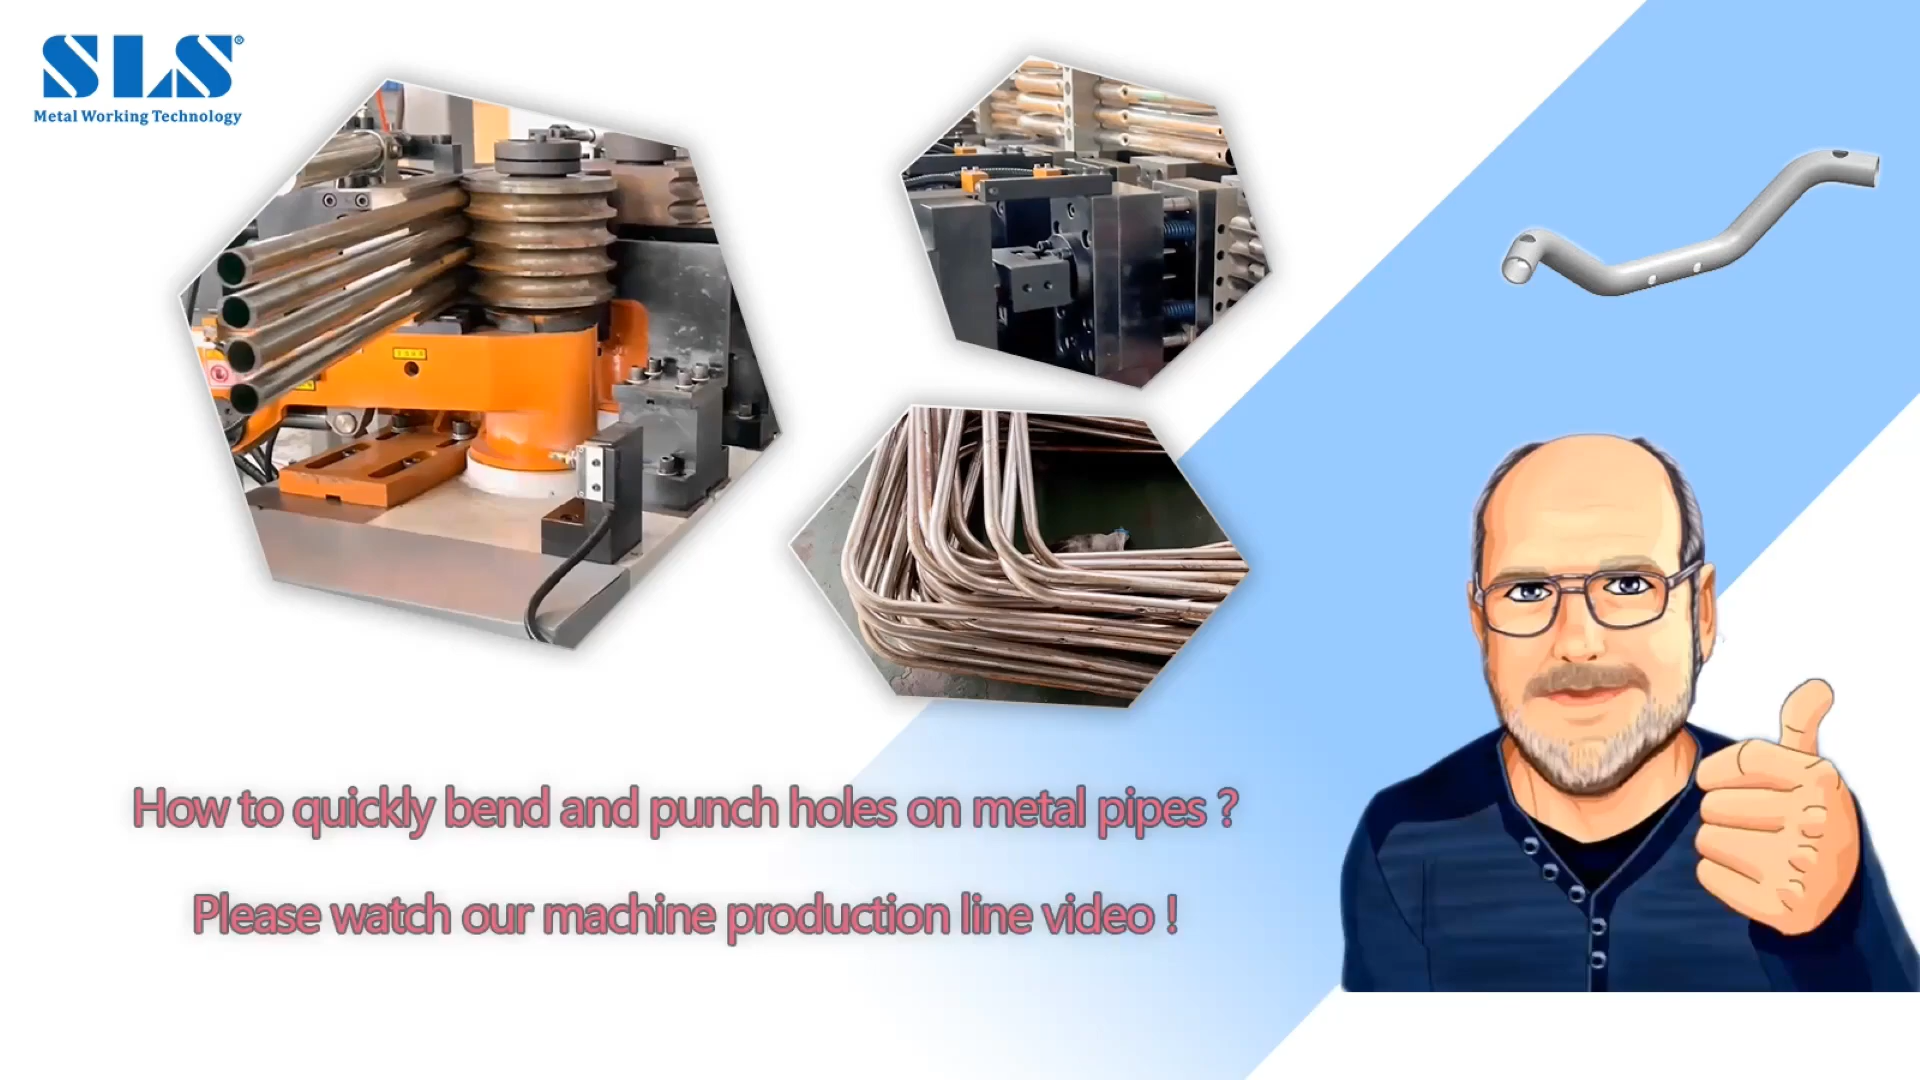 SLS®
Metal Working Technology
How to quickly bend and punch holes on metal pipes ?
Please watch our machine production line video !